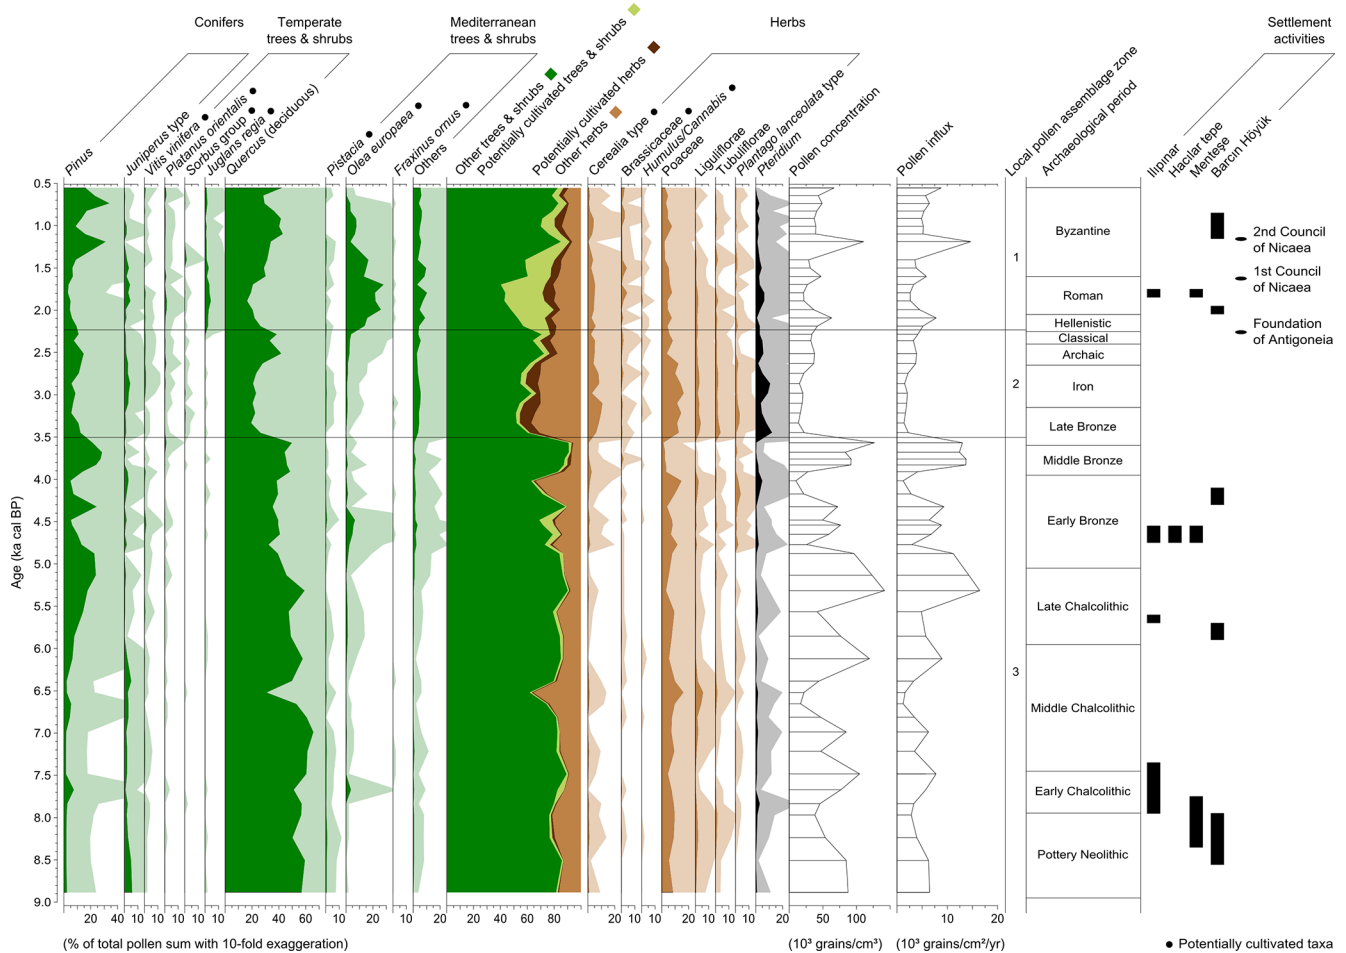 Conifers
Temperate
trees & shrubs
Mediterranean
trees & shrubs
Herbs
Settlement
activities
Pinus
Juniperus type
Vitis vinifera
Platanus orientalis
Sorbus group
Juglans regia
Quercus (deciduous)
Pistacia
Olea europaea
Fraxinus ornus
Others
Other trees & shrubs
Potentially cultivated trees & shrubs
Potentially cultivated herbs
Other herbs
Cerealia type
Brassicaceae
Humulus/Cannabis
Poaceae
Liguliflorae
Tubuliflorae
Plantago lanceolata type
Pteridium
Pollen concentration
Pollen influx
Local pollen assemblage zone
Archaeological period
Ilıpınar
Hacılar tepe
Menteşe
Barcın Höyük
Age (ka cal BP)
0.5
1.0
1.5
2.0
2.5
3.0
3.5
4.0
4.5
5.0
5.5
6.0
6.5
7.0
7.5
8.0
8.5
9.0
1
2
3
Byzantine
Roman
Hellenistic
Classical
Archaic
Iron
Late Bronze
Middle Bronze
Early Bronze
Late Chalcolithic
Middle Chalcolithic
Early Chalcolithic
Pottery Neolithic
2nd Council
of Nicaea
1st Council
of Nicaea
Foundation
of Antigoneia
20 40 10 10 10 10 10 20 40 60 10 20 10 10 20 40 60 80 20 10 10 20 10 10 10 20 50 100 10 20
(% of total pollen sum with 10-fold exaggeration)
(10³ grains/cm³)
(10³ grains/cm²/yr)
Potentially cultivated taxa